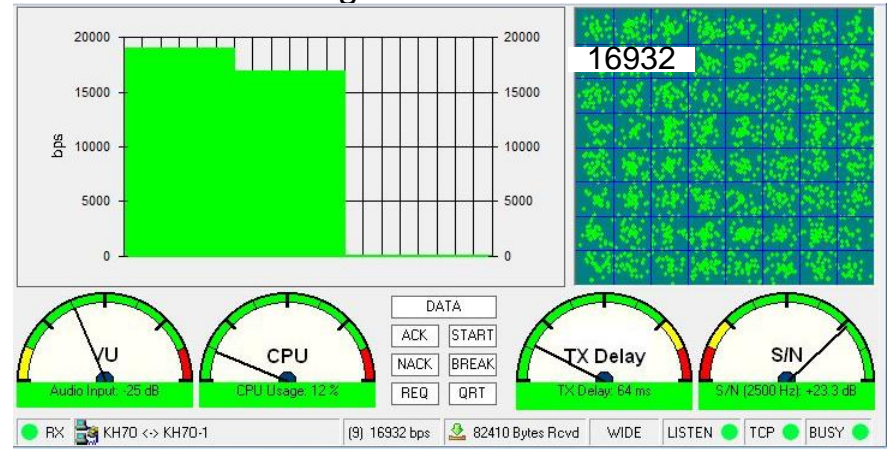 20000
15000
10000
5000
0
bps
20000
15000
10000
5000
0
16932
VU
Audio Input: -25 dB
CPU
CPU Usage: 12 %
DATA
ACK START
NACK BREAK
REQ QRT
TX Delay
TX Delay: 64 ms
S/N
S/N (2500 Hz): +23.3 dB
RX KH70 <-> KH70-1 (9) 16932 bps 82410 Bytes Rcvd WIDE LISTEN TCP BUSY